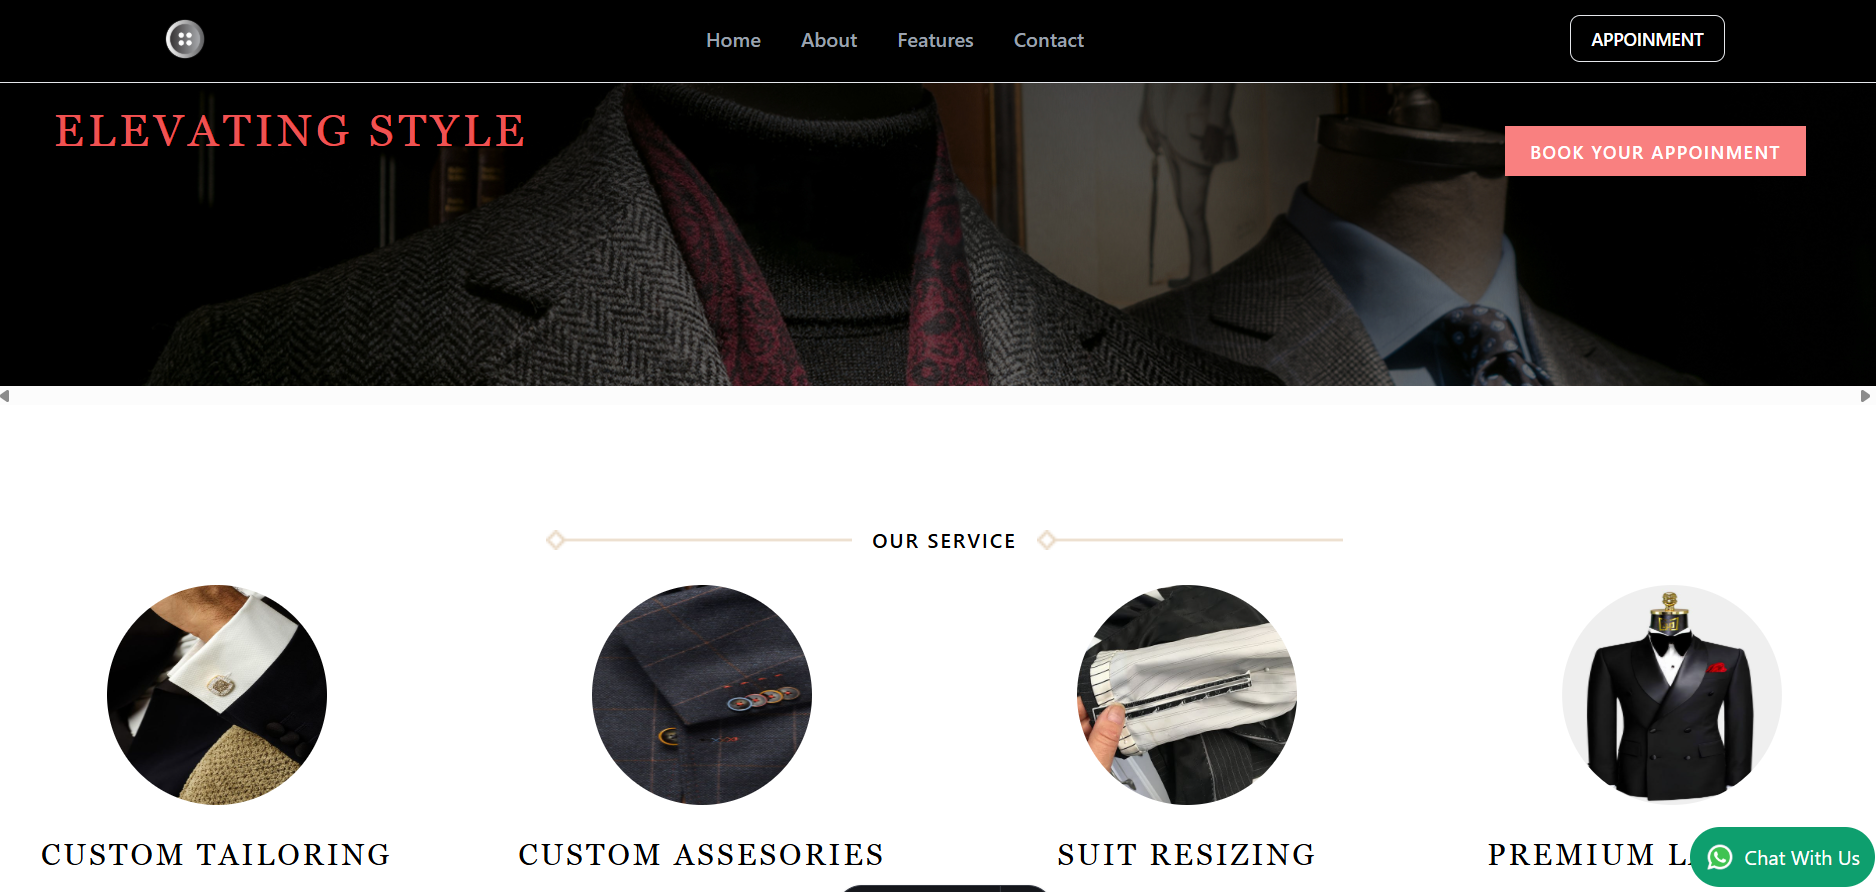 Home About Features Contact APPOINMENT
ELEVATING STYLE
BOOK YOUR APPOINMENT
OUR SERVICE
CUSTOM TAILORING CUSTOM ASSESORIES SUIT RESIZING PREMIUM
Chat With Us